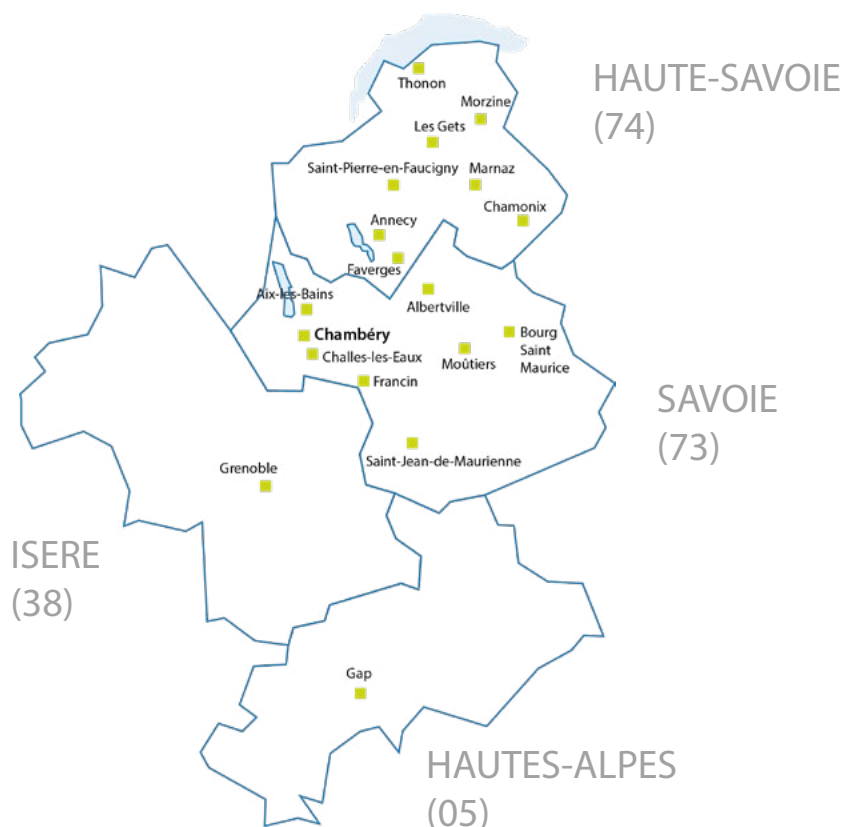 HAUTE-SAVOIE
(74)
Thonon
Morzine
Les Gets
Saint-Pierre-en-Faucigny
Marnaz
Chamonix
Annecy
Faverges
Aix-les-Bains
Albertville
Chambéry
Bourg
Saint
Maurice
Challes-les-Eaux
Moûtiers
Francin
SAVOIE
(73)
Saint-Jean-de-Maurienne
Grenoble
ISERE
(38)
Gap
HAUTES-ALPES
(05)